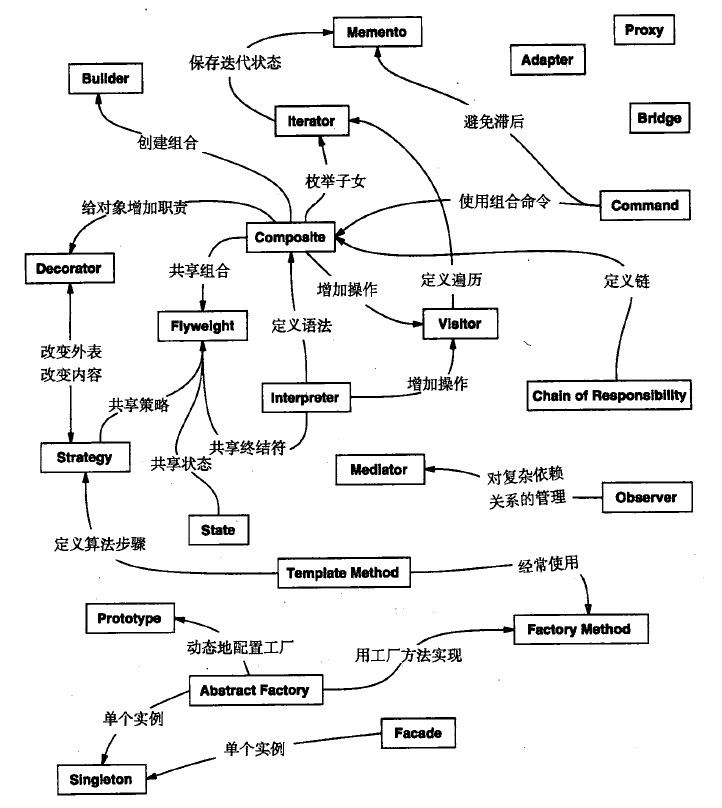 Proxy
Memento
Adapter
保存迭代状态
Builder
Iterator
避免滞后
Bridge
创建组合
枚举子女
使用组合命令
Command
给对象增加职责
Composite
Decorator
共享组合
增加操作
定义遍历
定义链
Flyweight
定义语法
Visitor
改变外表
改变内容
Interpreter
增加操作
Chain of Responsibility
共享策略
共享终结符
Strategy
共享状态
Mediator
对复杂依赖
关系的管理
Observer
State
定义算法步骤
Template Method
经常使用
Prototype
Factory Method
动态地配置工厂
用工厂方法实现
Abstract Factory
单个实例
Facade
单个实例
Singleton